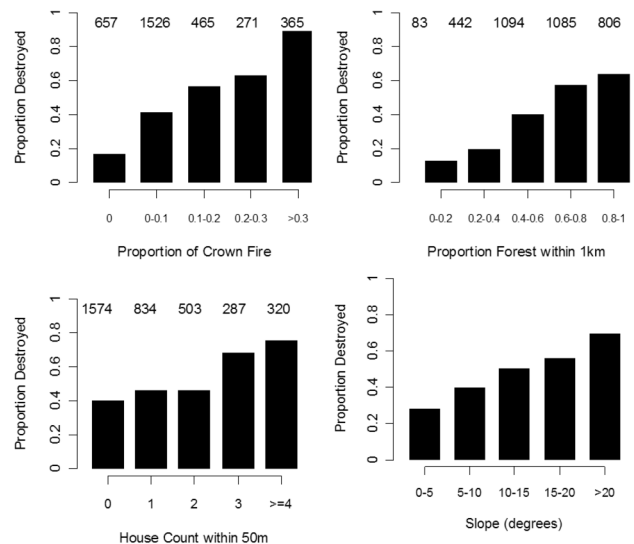 657 1526 465 271 365
Proportion Destroyed
0 0.2 0.4 0.6 0.8 1
0 0-0.1 0.1-0.2 0.2-0.3 >0.3
Proportion of Crown Fire
83 442 1094 1085 806
Proportion Destroyed
0 0.2 0.4 0.6 0.8 1
0-0.2 0.2-0.4 0.4-0.6 0.6-0.8 0.8-1
Proportion Forest within 1km
1574 834 503 287 320
Proportion Destroyed
0 0.2 0.4 0.6 0.8 1
0 1 2 3 >=4
House Count within 50m
Proportion Destroyed
0 0.2 0.4 0.6 0.8 1
0-5 5-10 10-15 15-20 >20
Slope (degrees)